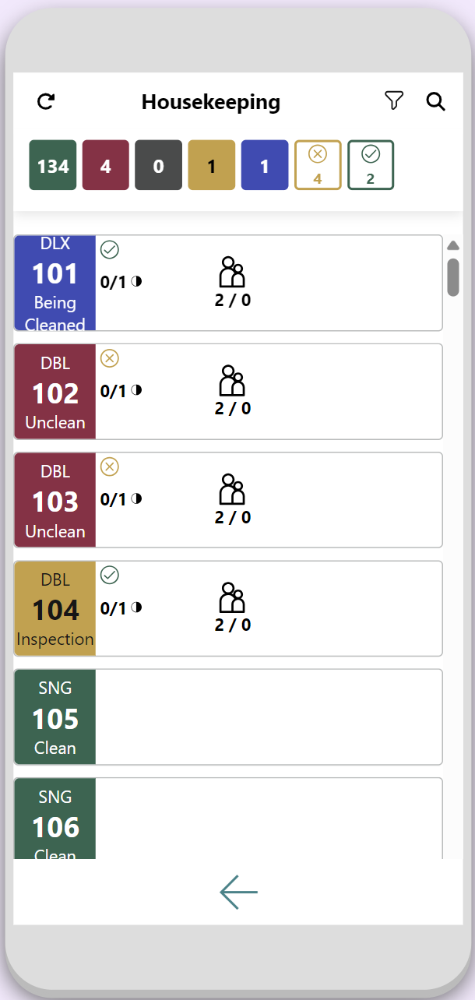 Housekeeping
134 4 0 1 1 4 2
DLX
101
Being
Cleaned
0/1
2 / 0
DBL
102
Unclean
0/1
2 / 0
DBL
103
Unclean
0/1
2 / 0
DBL
104
Inspection
0/1
2 / 0
SNG
105
Clean
SNG
106
Clean